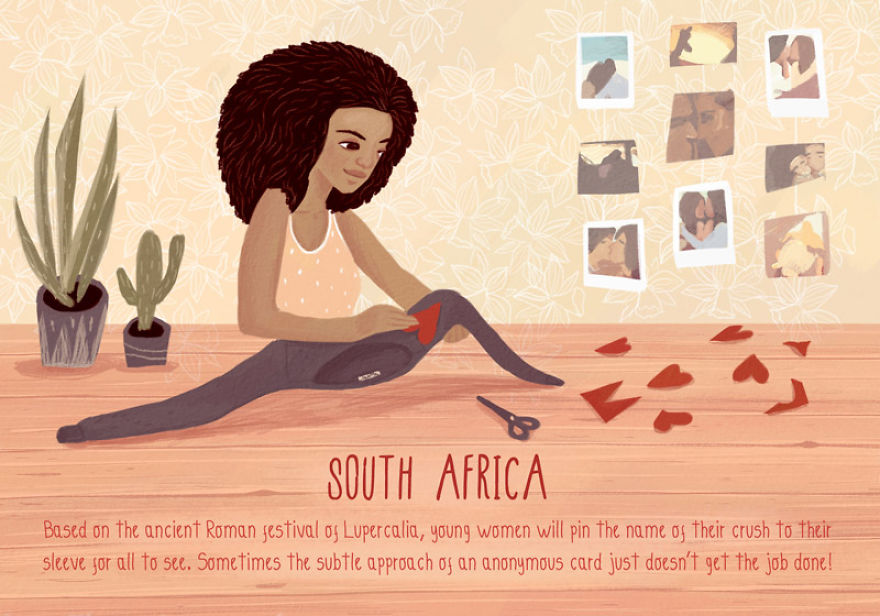 SOUTH AFRICA
Based on the ancient Roman festival of Lupercalia, young women will pin the name of their crush to their
sleeve for all to see. Sometimes the subtle approach of an anonymous card just doesn't get the job done!